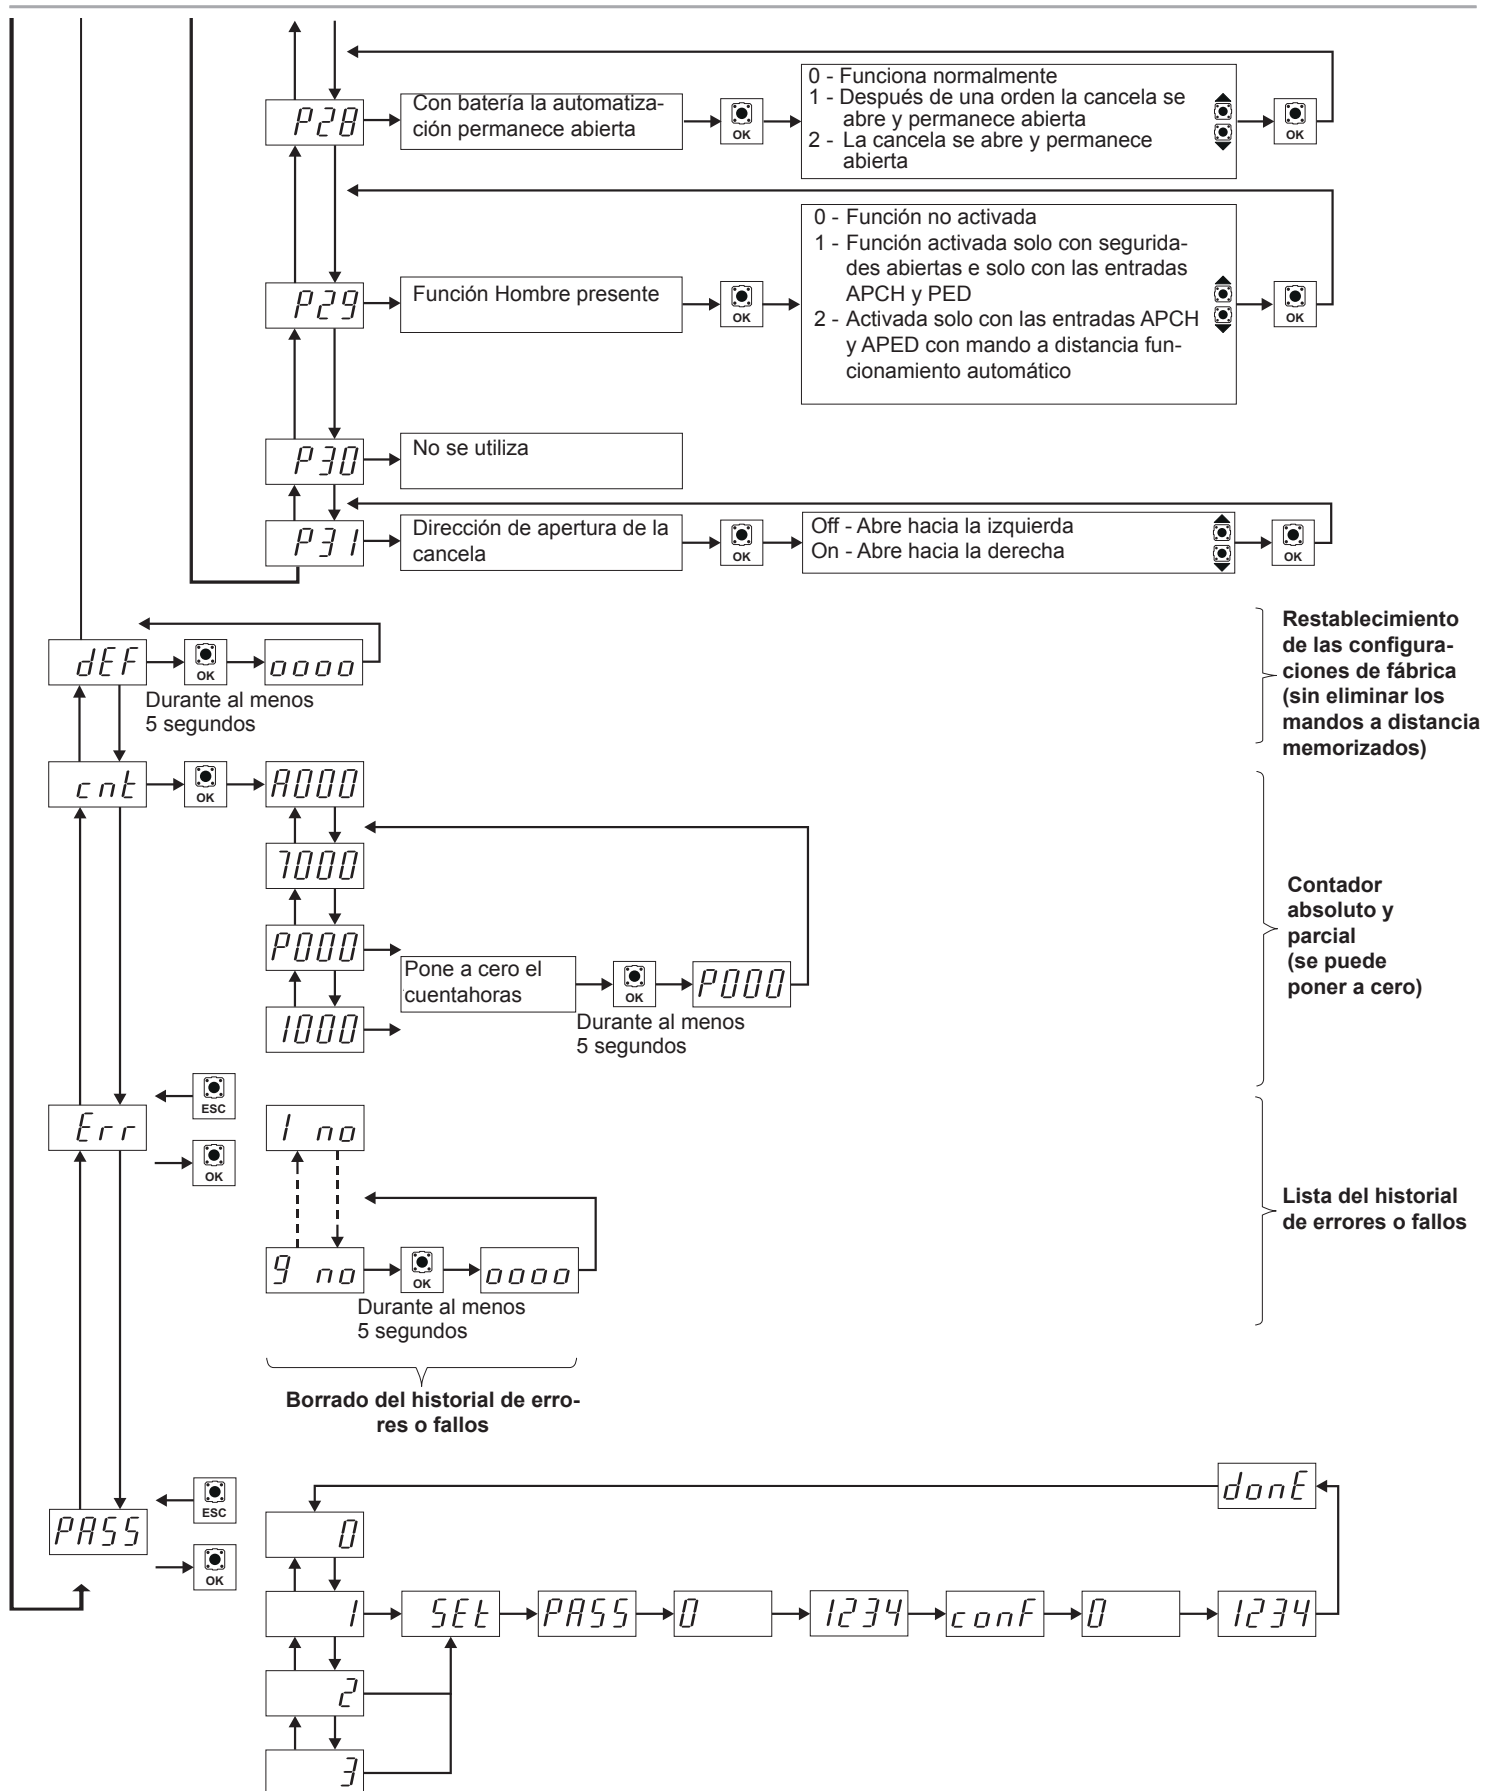 P28
Con batería la automatiza-
ción permanece abierta
OK
0 - Funciona normalmente
1 - Después de una orden la cancela se
abre y permanece abierta
2 - La cancela se abre y permanece
abierta
OK
P29
Función Hombre presente
OK
0 - Función no activada
1 - Función activada solo con segurida-
des abiertas e solo con las entradas
APCH y PED
2 - Activada solo con las entradas APCH
y APED con mando a distancia fun-
cionamiento automático
OK
P30
No se utiliza
P31
Dirección de apertura de la
cancela
OK
Off - Abre hacia la izquierda
On - Abre hacia la derecha
OK
dEF
OK
oooo
Durante al menos
5 segundos
Restablecimiento
de las configura-
ciones de fábrica
(sin eliminar los
mandos a distancia
memorizados)
cnt
OK
A000
7000
P000
1000
Pone a cero el
cuentahoras
OK
P000
Durante al menos
5 segundos
Contador
absoluto y
parcial
(se puede
poner a cero)
Err
ESC
OK
1 no
9 no
OK
oooo
Durante al menos
5 segundos
Lista del historial
de errores o fallos
Borrado del historial de erro-
res o fallos
PASS
ESC
OK
donE
0
1
SEt
PASS
0
1234
conF
0
1234
2
3